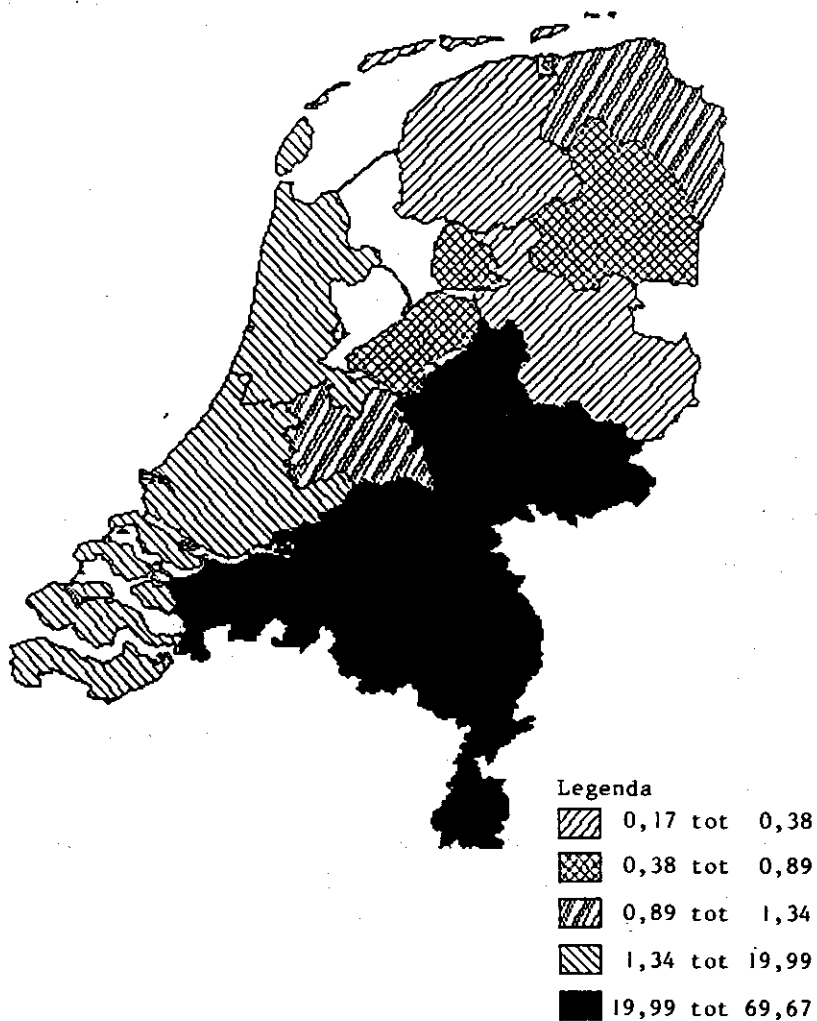 Legenda
0,17 tot 0,38
0,38 tot 0,89
0,89 tot 1,34
1,34 tot 19,99
19,99 tot 69,67